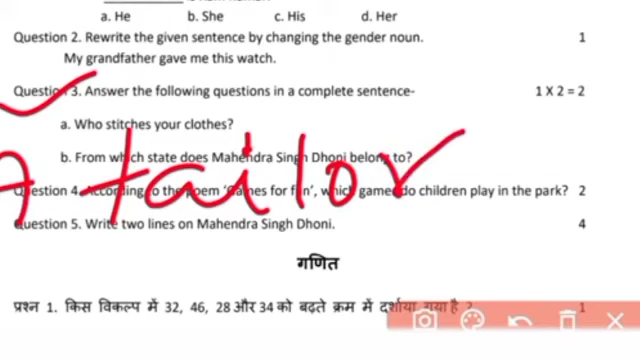 a. He b. She c. His d. Her
Question 2. Rewrite the given sentence by changing the gender noun. 1
My grandfather gave me this watch.
Question 3. Answer the following questions in a complete sentence- 1 X 2 = 2
a. Who stitches your clothes?
b. From which state does Mahendra Singh Dhoni belong to?
A tailor
Question 4. According to the poem ‘Games for fun’, which games do children play in the park? 2
Question 5. Write two lines on Mahendra Singh Dhoni. 4
गणित
प्रश्न 1. किस विकल्प में 32, 46, 28 और 34 को बढ़ते क्रम में दर्शाया गया है ? 1